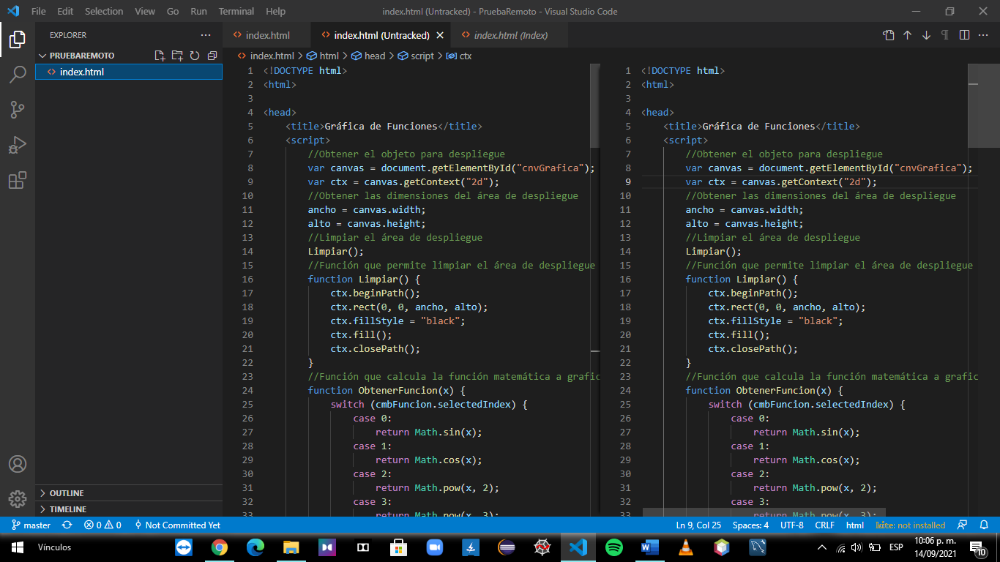 File Edit Selection View Go Run Terminal Help
index.html (Untracked) - PruebaRemoto - Visual Studio Code
EXPLORER
PRUEBAREMOTO
index.html
OUTLINE
TIMELINE
index.html
index.html (Untracked)
index.html (Index)
index.html > html > head > script > ctx
1 <!DOCTYPE html>
2 <html>
3
4 <head>
5 <title>Gráfica de Funciones</title>
6 <script>
7 //Obtener el objeto para despliegue
8 var canvas = document.getElementById("cnvGrafica");
9 var ctx = canvas.getContext("2d");
10 //Obtener las dimensiones del área de despliegue
11 ancho = canvas.width;
12 alto = canvas.height;
13 //Limpiar el área de despliegue
14 Limpiar();
15 //Función que permite limpiar el área de despliegue
16 function Limpiar() {
17 ctx.beginPath();
18 ctx.rect(0, 0, ancho, alto);
19 ctx.fillStyle = "black";
20 ctx.fill();
21 ctx.closePath();
22 }
23 //Función que calcula la función matemática a grafic
24 function ObtenerFuncion(x) {
25 switch (cmbFuncion.selectedIndex) {
26 case 0:
27 return Math.sin(x);
28 case 1:
29 return Math.cos(x);
30 case 2:
31 return Math.pow(x, 2);
32 case 3:
33 return Math.pow(x, 3);
1 <!DOCTYPE html>
2 <html>
3
4 <head>
5 <title>Gráfica de Funciones</title>
6 <script>
7 //Obtener el objeto para despliegue
8 var canvas = document.getElementById("cnvGrafica");
9 var ctx = canvas.getContext("2d");
10 //Obtener las dimensiones del área de despliegue
11 ancho = canvas.width;
12 alto = canvas.height;
13 //Limpiar el área de despliegue
14 Limpiar();
15 //Función que permite limpiar el área de despliegue
16 function Limpiar() {
17 ctx.beginPath();
18 ctx.rect(0, 0, ancho, alto);
19 ctx.fillStyle = "black";
20 ctx.fill();
21 ctx.closePath();
22 }
23 //Función que calcula la función matemática a grafic
24 function ObtenerFuncion(x) {
25 switch (cmbFuncion.selectedIndex) {
26 case 0:
27 return Math.sin(x);
28 case 1:
29 return Math.cos(x);
30 case 2:
31 return Math.pow(x, 2);
32 case 3:
33 return Math.pow(x, 3);
master 0 0 Not Committed Yet
Ln 9, Col 25 Spaces: 4 UTF-8 CRLF html kite: not installed
Vínculos
ESP
10:06 p. m.
14/09/2021
10